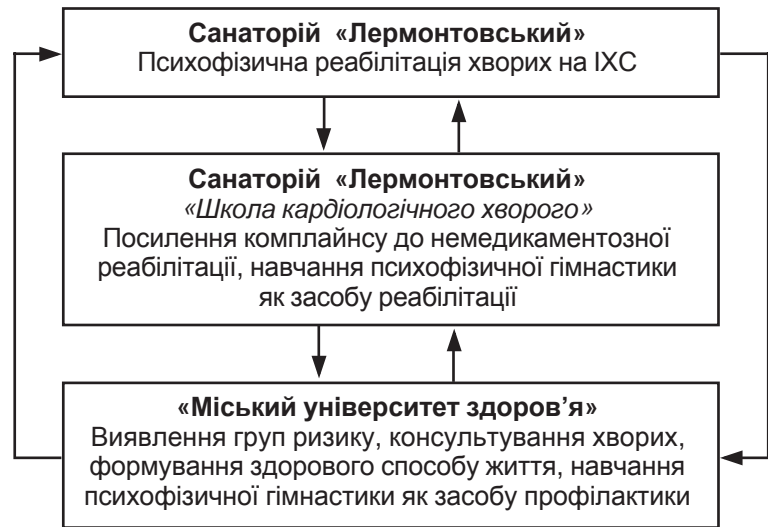 Санаторій «Лермонтовський»
Психофізична реабілітація хворих на ІХС
Санаторій «Лермонтовський»
«Школа кардіологічного хворого»
Посилення комплайнсу до немедикаментозної
реабілітації, навчання психофізичної гімнастики
як засобу реабілітації
«Міський університет здоров’я»
Виявлення груп ризику, консультування хворих,
формування здорового способу життя, навчання
психофізичної гімнастики як засобу профілактики